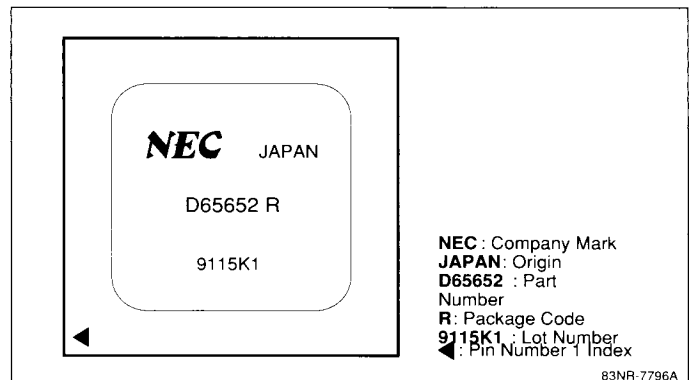 NEC JAPAN
D65652 R
9115K1
NEC : Company Mark
JAPAN: Origin
D65652 : Part
Number
R: Package Code
9115K1 : Lot Number
◀: Pin Number 1 Index
83NR-7796A